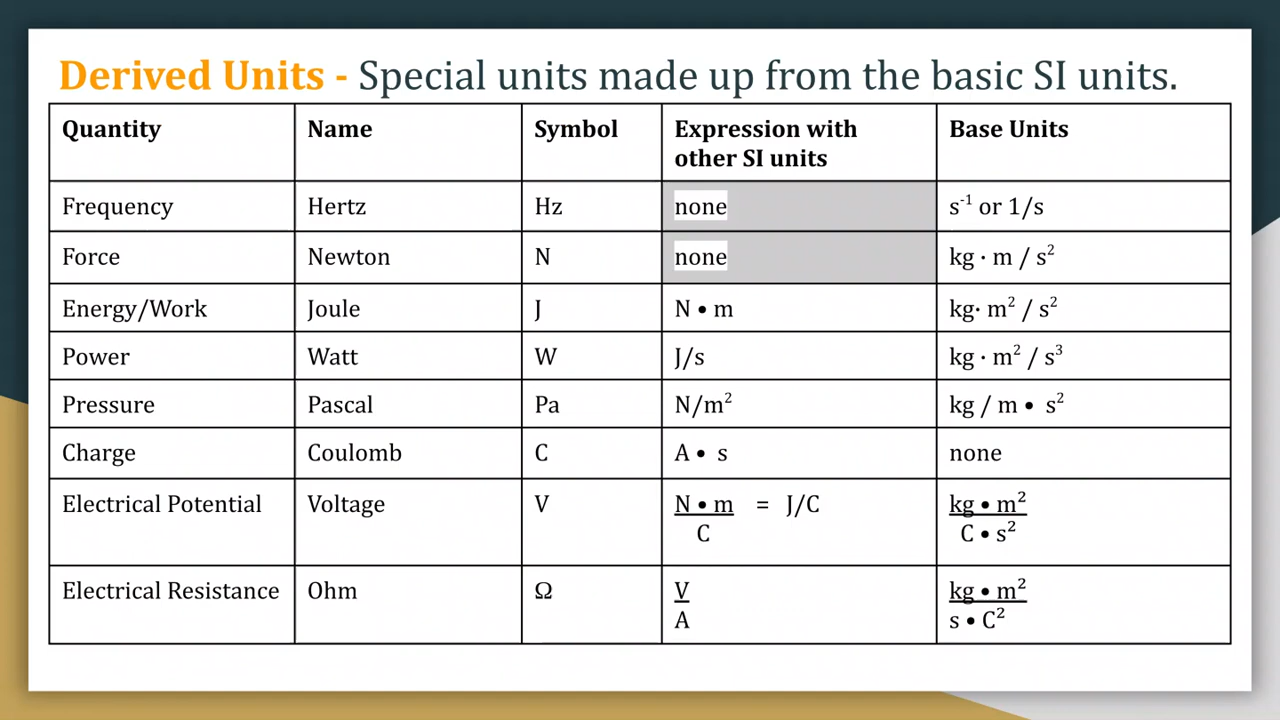 Derived Units - Special units made up from the basic SI units.
Quantity Name Symbol Expression with other SI units Base Units
Frequency Hertz Hz none s⁻¹ or 1/s
Force Newton N none kg · m / s²
Energy/Work Joule J N • m kg· m² / s²
Power Watt W J/s kg · m² / s³
Pressure Pascal Pa N/m² kg / m • s²
Charge Coulomb C A • s none
Electrical Potential Voltage V N • m = J/C kg • m²
C C • s²
Electrical Resistance Ohm Ω V kg • m²
A s • C²